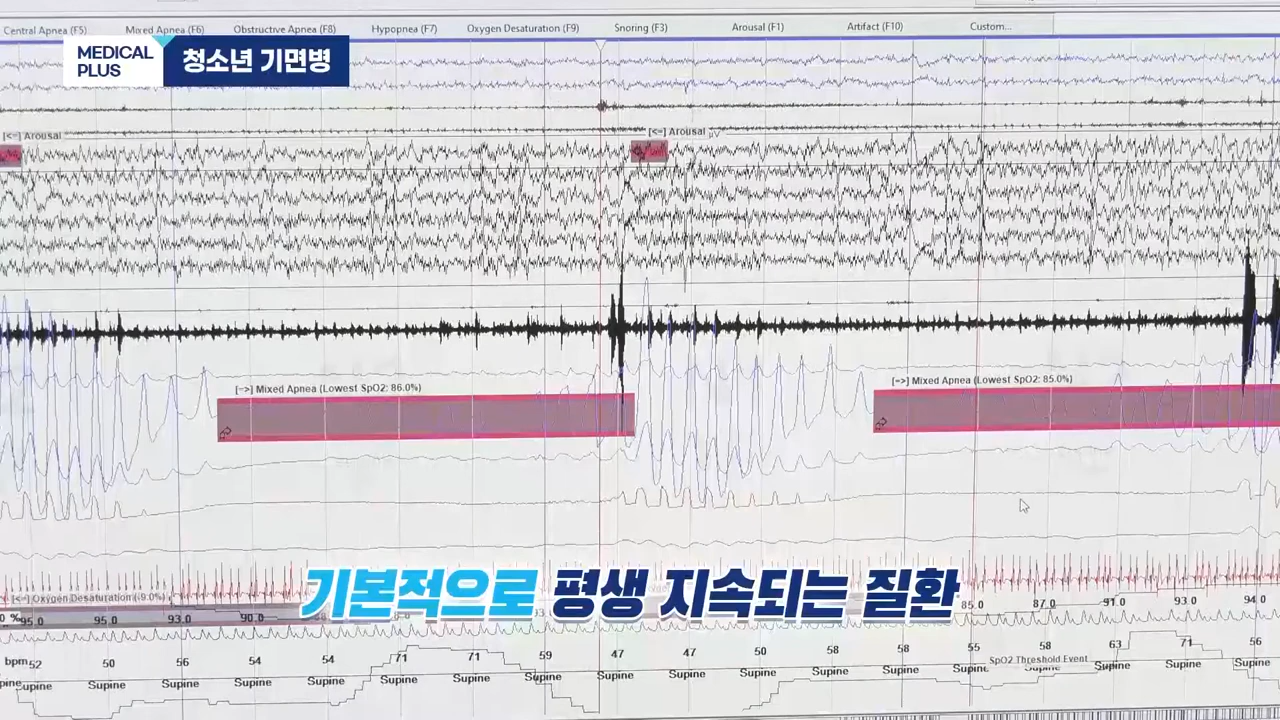 Central Apnea (F5) Mixed Apnea (F6) Obstructive Apnea (F8) Hypopnea (F7) Oxygen Desaturation (F9) Snoring (F3) Arousal (F1) Artifact (F10) Custom...
MEDICAL
PLUS
청소년 기면병
[<=] Arousal
[<=] Arousal
[=>] Mixed Apnea (Lowest SpO2: 86.0%)
[=>] Mixed Apnea (Lowest SpO2: 85.0%)
기본적으로 평생 지속되는 질환
[<=] Oxygen Desaturation (-9.0%)
95.0 93.0 90.0 85.0 87.0 91.0 93.0 94.0
bpm 52 50 56 54 54 71 71 59 47 47 50 58 58 55 58 63 71 56
SpO2 Threshold Event
Supine Supine Supine Supine Supine Supine Supine Supine Supine Supine Supine Supine Supine Supine Supine Supine Supine